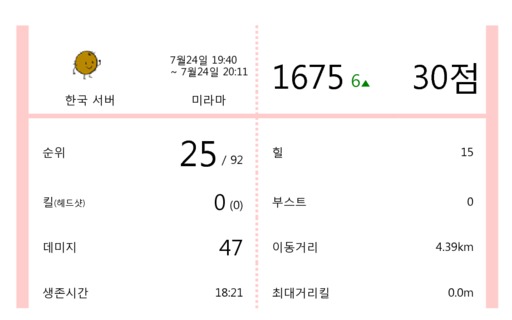 7월24일 19:40
~ 7월24일 20:11
한국 서버 미라마
1675 6▲ 30점
순위 25 / 92
힐 15
킬(헤드샷) 0 (0)
부스트 0
데미지 47
이동거리 4.39km
생존시간 18:21
최대거리킬 0.0m